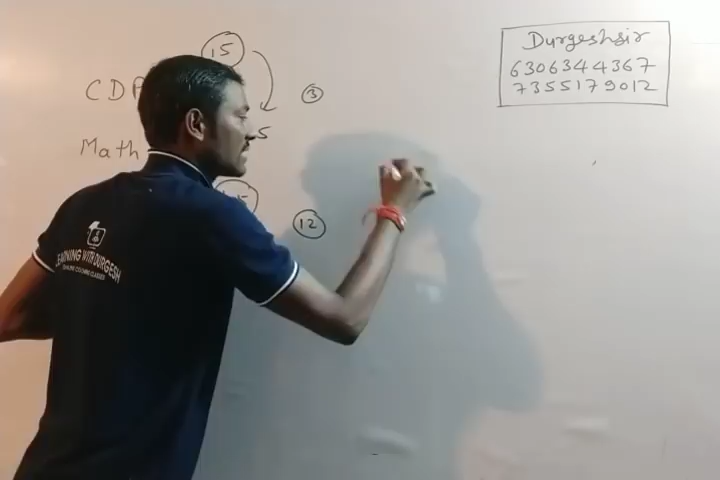 15
Durgeshsir
6306344367
7355179012
CDP
3
5
Math
12
LEARNING WITH DURGESH